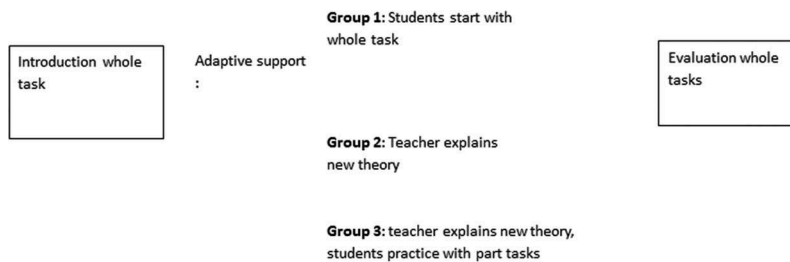 Introduction whole
task
Adaptive support
:
Group 1: Students start with
whole task
Group 2: Teacher explains
new theory
Group 3: teacher explains new theory,
students practice with part tasks
Evaluation whole
tasks